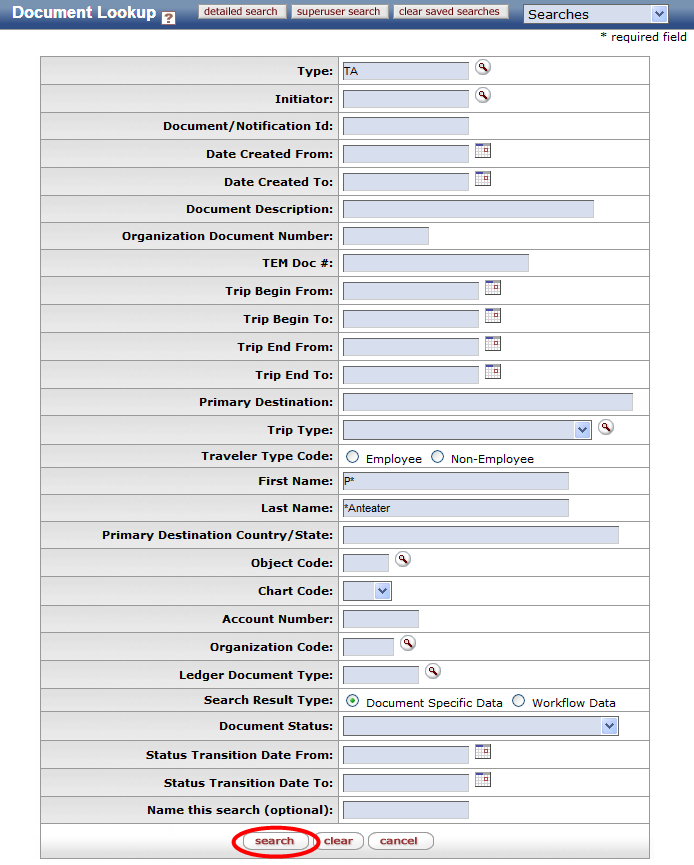 Document Lookup ? detailed search superuser search clear saved searches Searches
* required field
Type: TA
Initiator:
Document/Notification Id:
Date Created From:
Date Created To:
Document Description:
Organization Document Number:
TEM Doc #:
Trip Begin From:
Trip Begin To:
Trip End From:
Trip End To:
Primary Destination:
Trip Type:
Traveler Type Code: Employee Non-Employee
First Name: P*
Last Name: *Anteater
Primary Destination Country/State:
Object Code:
Chart Code:
Account Number:
Organization Code:
Ledger Document Type:
Search Result Type: Document Specific Data Workflow Data
Document Status:
Status Transition Date From:
Status Transition Date To:
Name this search (optional):
search clear cancel